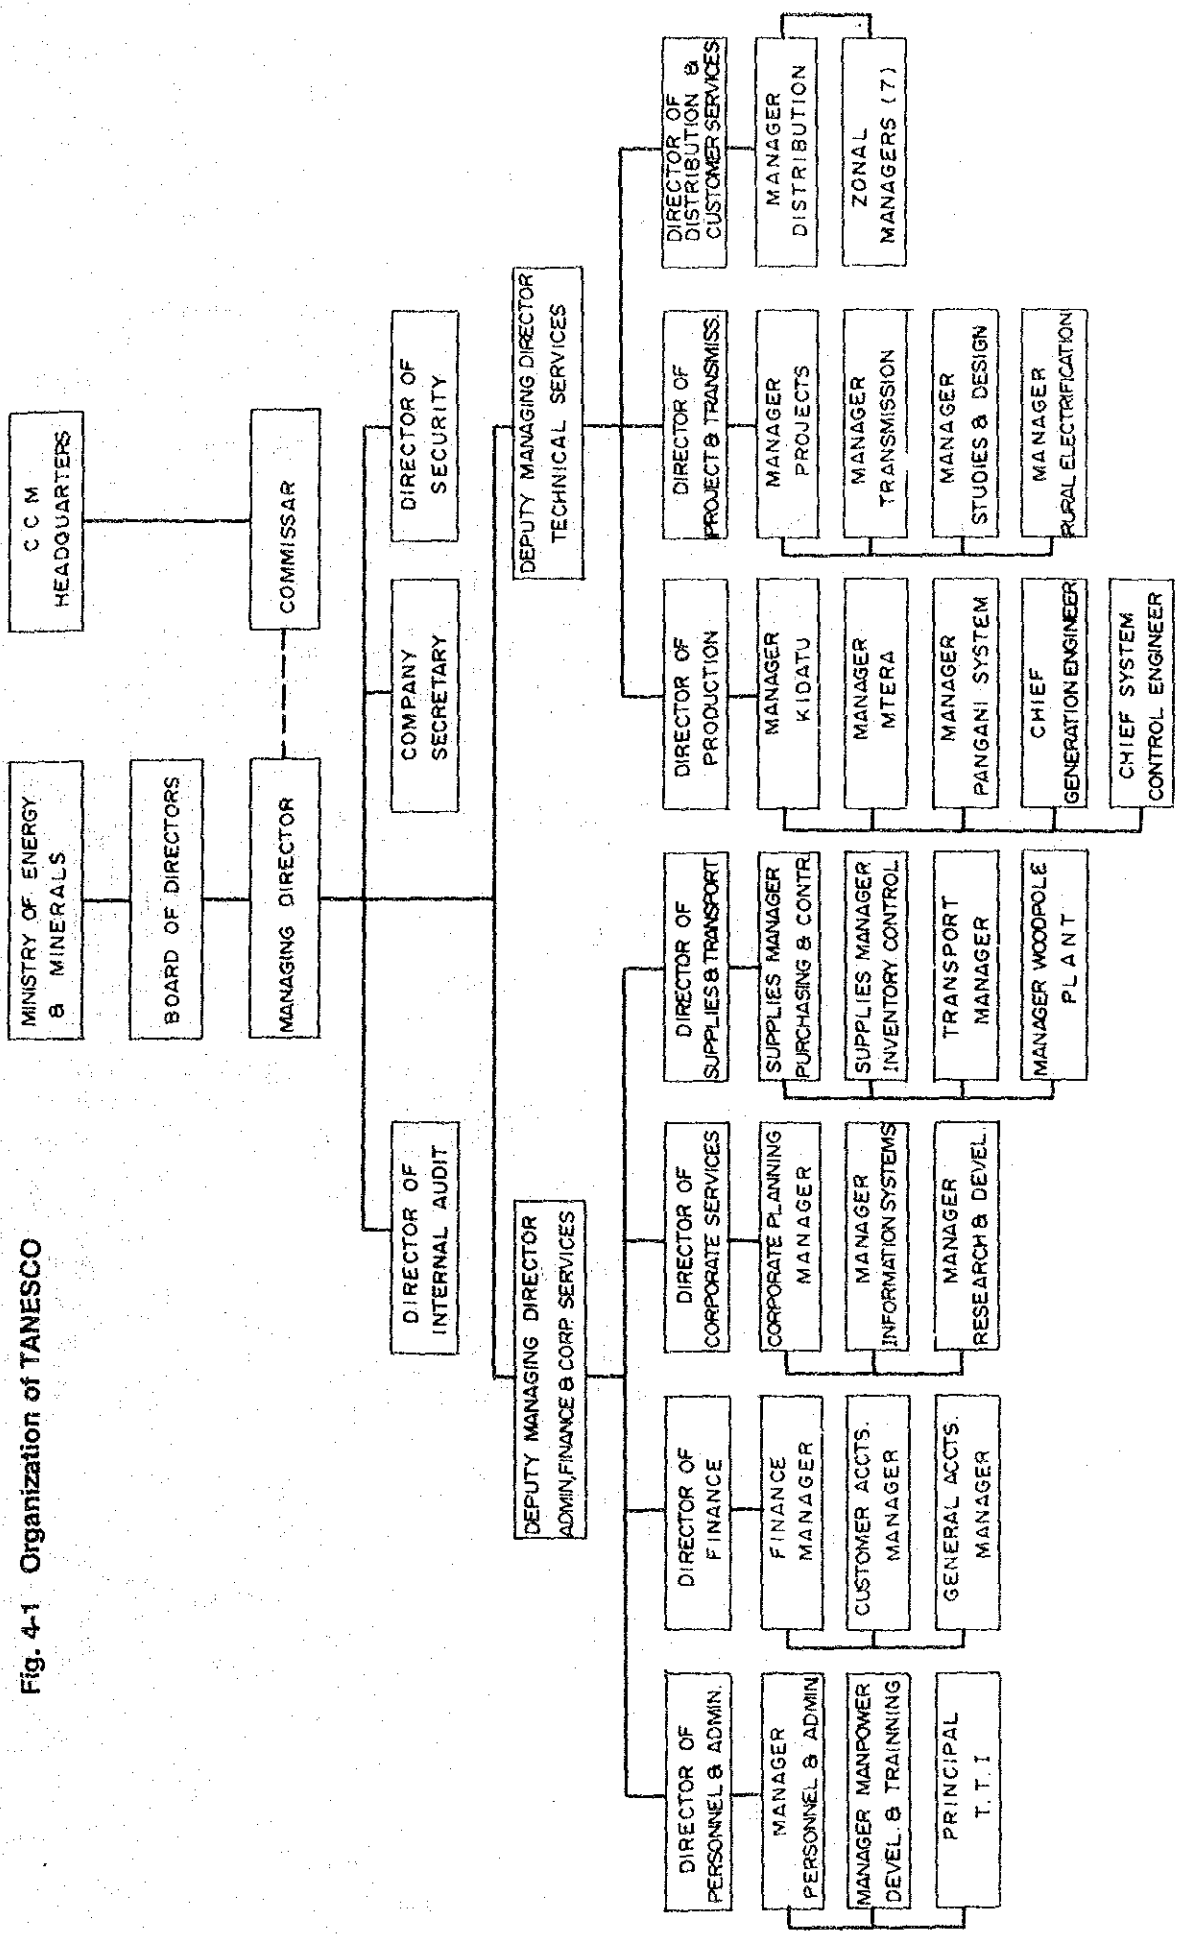 Fig. 4-1 Organization of TANESCO
MINISTRY OF ENERGY
& MINERALS
C C M
HEADQUARTERS
BOARD OF DIRECTORS
MANAGING DIRECTOR
COMMISSAR
DIRECTOR OF
INTERNAL AUDIT
COMPANY
SECRETARY
DIRECTOR OF
SECURITY
DEPUTY MANAGING DIRECTOR
ADMIN,FINANCE & CORP. SERVICES
DEPUTY MANAGING DIRECTOR
TECHNICAL SERVICES
DIRECTOR OF
PERSONNEL & ADMIN.
MANAGER
PERSONNEL & ADMIN
MANAGER MANPOWER
DEVEL. & TRAINNING
PRINCIPAL
T. T. I
DIRECTOR OF
FINANCE
FINANCE
MANAGER
CUSTOMER ACCTS.
MANAGER
GENERAL ACCTS.
MANAGER
DIRECTOR OF
CORPORATE SERVICES
CORPORATE PLANNING
MANAGER
MANAGER
INFORMATION SYSTEMS
MANAGER
RESEARCH & DEVEL.
DIRECTOR OF
SUPPLIES & TRANSPORT
SUPPLIES MANAGER
PURCHASING & CONTR.
SUPPLIES MANAGER
INVENTORY CONTROL
TRANSPORT
MANAGER
MANAGER WOODPOLE
PLANT
DIRECTOR OF
PRODUCTION
MANAGER
KIDATU
MANAGER
MTERA
MANAGER
PANGANI SYSTEM
CHIEF
GENERATION ENGINEER
CHIEF SYSTEM
CONTROL ENGINEER
DIRECTOR OF
PROJECT & TRANSMISS.
MANAGER
PROJECTS
MANAGER
TRANSMISSION
MANAGER
STUDIES & DESIGN
MANAGER
RURAL ELECTRIFICATION
DIRECTOR OF
DISTRIBUTION &
CUSTOMER SERVICES
MANAGER
DISTRIBUTION
ZONAL
MANAGERS (7)